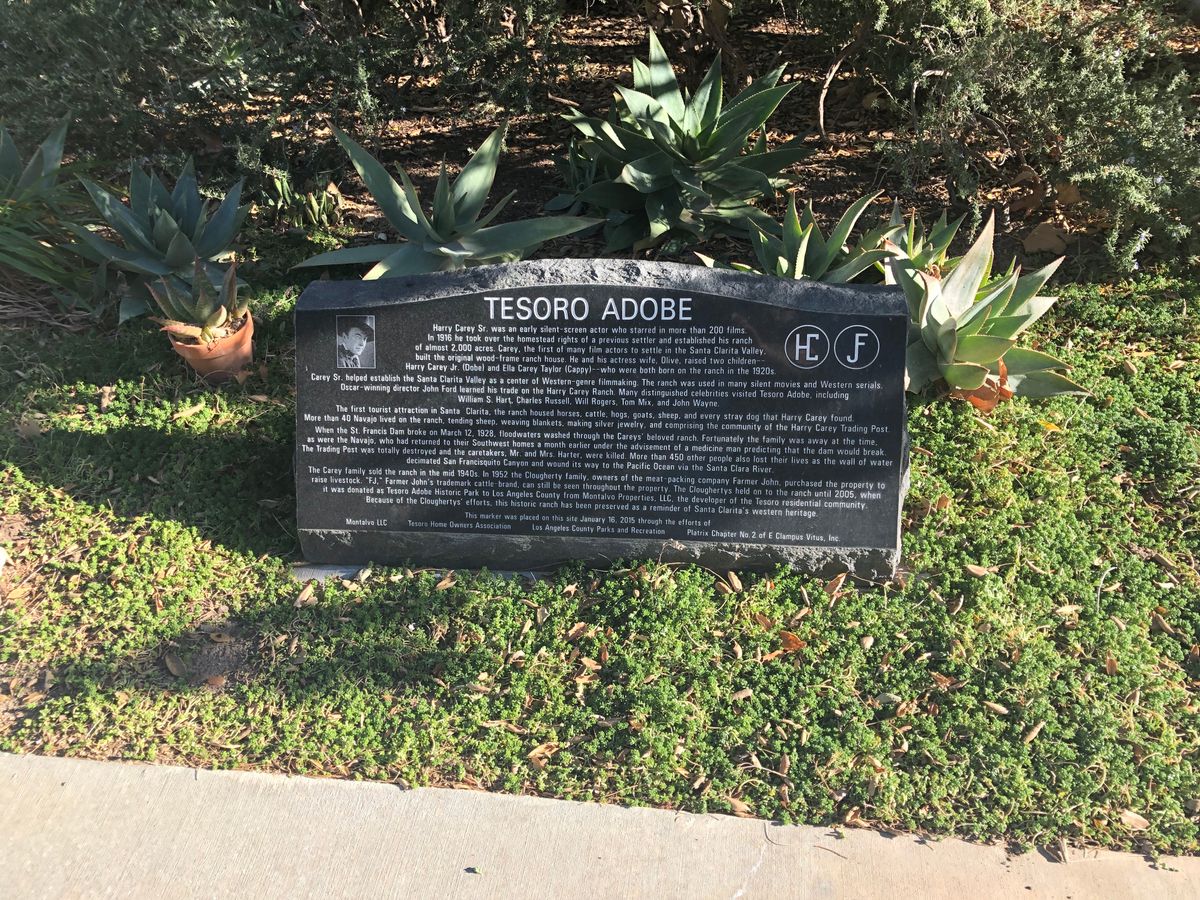 TESORO ADOBE
Harry Carey Sr. was an early silent-screen actor who starred in more than 200 films.
In 1916 he took over the homestead rights of a previous settler and established his ranch
of almost 2,000 acres. Carey, the first of many film actors to settle in the Santa Clarita Valley,
built the original wood-frame ranch house. He and his actress wife, Olive, raised two children--
Harry Carey Jr. (Dobe) and Ella Carey Taylor (Cappy)--who were both born on the ranch in the 1920s.
HC
FJ
Carey Sr. helped establish the Santa Clarita Valley as a center of Western-genre filmmaking. The ranch was used in many silent movies and Western serials.
Oscar-winning director John Ford learned his trade on the Harry Carey Ranch. Many distinguished celebrities visited Tesoro Adobe, including
William S. Hart, Charles Russell, Will Rogers, Tom Mix, and John Wayne.
The first tourist attraction in Santa Clarita, the ranch housed horses, cattle, hogs, goats, sheep, and every stray dog that Harry Carey found.
More than 40 Navajo lived on the ranch, tending sheep, weaving blankets, making silver jewelry, and comprising the community of the Harry Carey Trading Post.
When the St. Francis Dam broke on March 12, 1928, floodwaters washed through the Careys' beloved ranch. Fortunately the family was away at the time,
as were the Navajo, who had returned to their Southwest homes a month earlier under the advisement of a medicine man predicting that the dam would break.
The Trading Post was totally destroyed and the caretakers, Mr. and Mrs. Harter, were killed. More than 450 other people also lost their lives as the wall of water
decimated San Francisquito Canyon and wound its way to the Pacific Ocean via the Santa Clara River.
The Carey family sold the ranch in the mid 1940s. In 1952 the Clougherty family, owners of the meat-packing company Farmer John, purchased the property to
raise livestock. "FJ," Farmer John's trademark cattle-brand, can still be seen throughout the property. The Cloughertys held on to the ranch until 2005, when
it was donated as Tesoro Adobe Historic Park to Los Angeles County from Montalvo Properties, LLC, the developer of the Tesoro residential community.
Because of the Cloughertys' efforts, this historic ranch has been preserved as a reminder of Santa Clarita's western heritage.
This marker was placed on this site January 16, 2015 through the efforts of
Montalvo LLC Tesoro Home Owners Association Los Angeles County Parks and Recreation Platrix Chapter No. 2 of E Clampus Vitus, Inc.